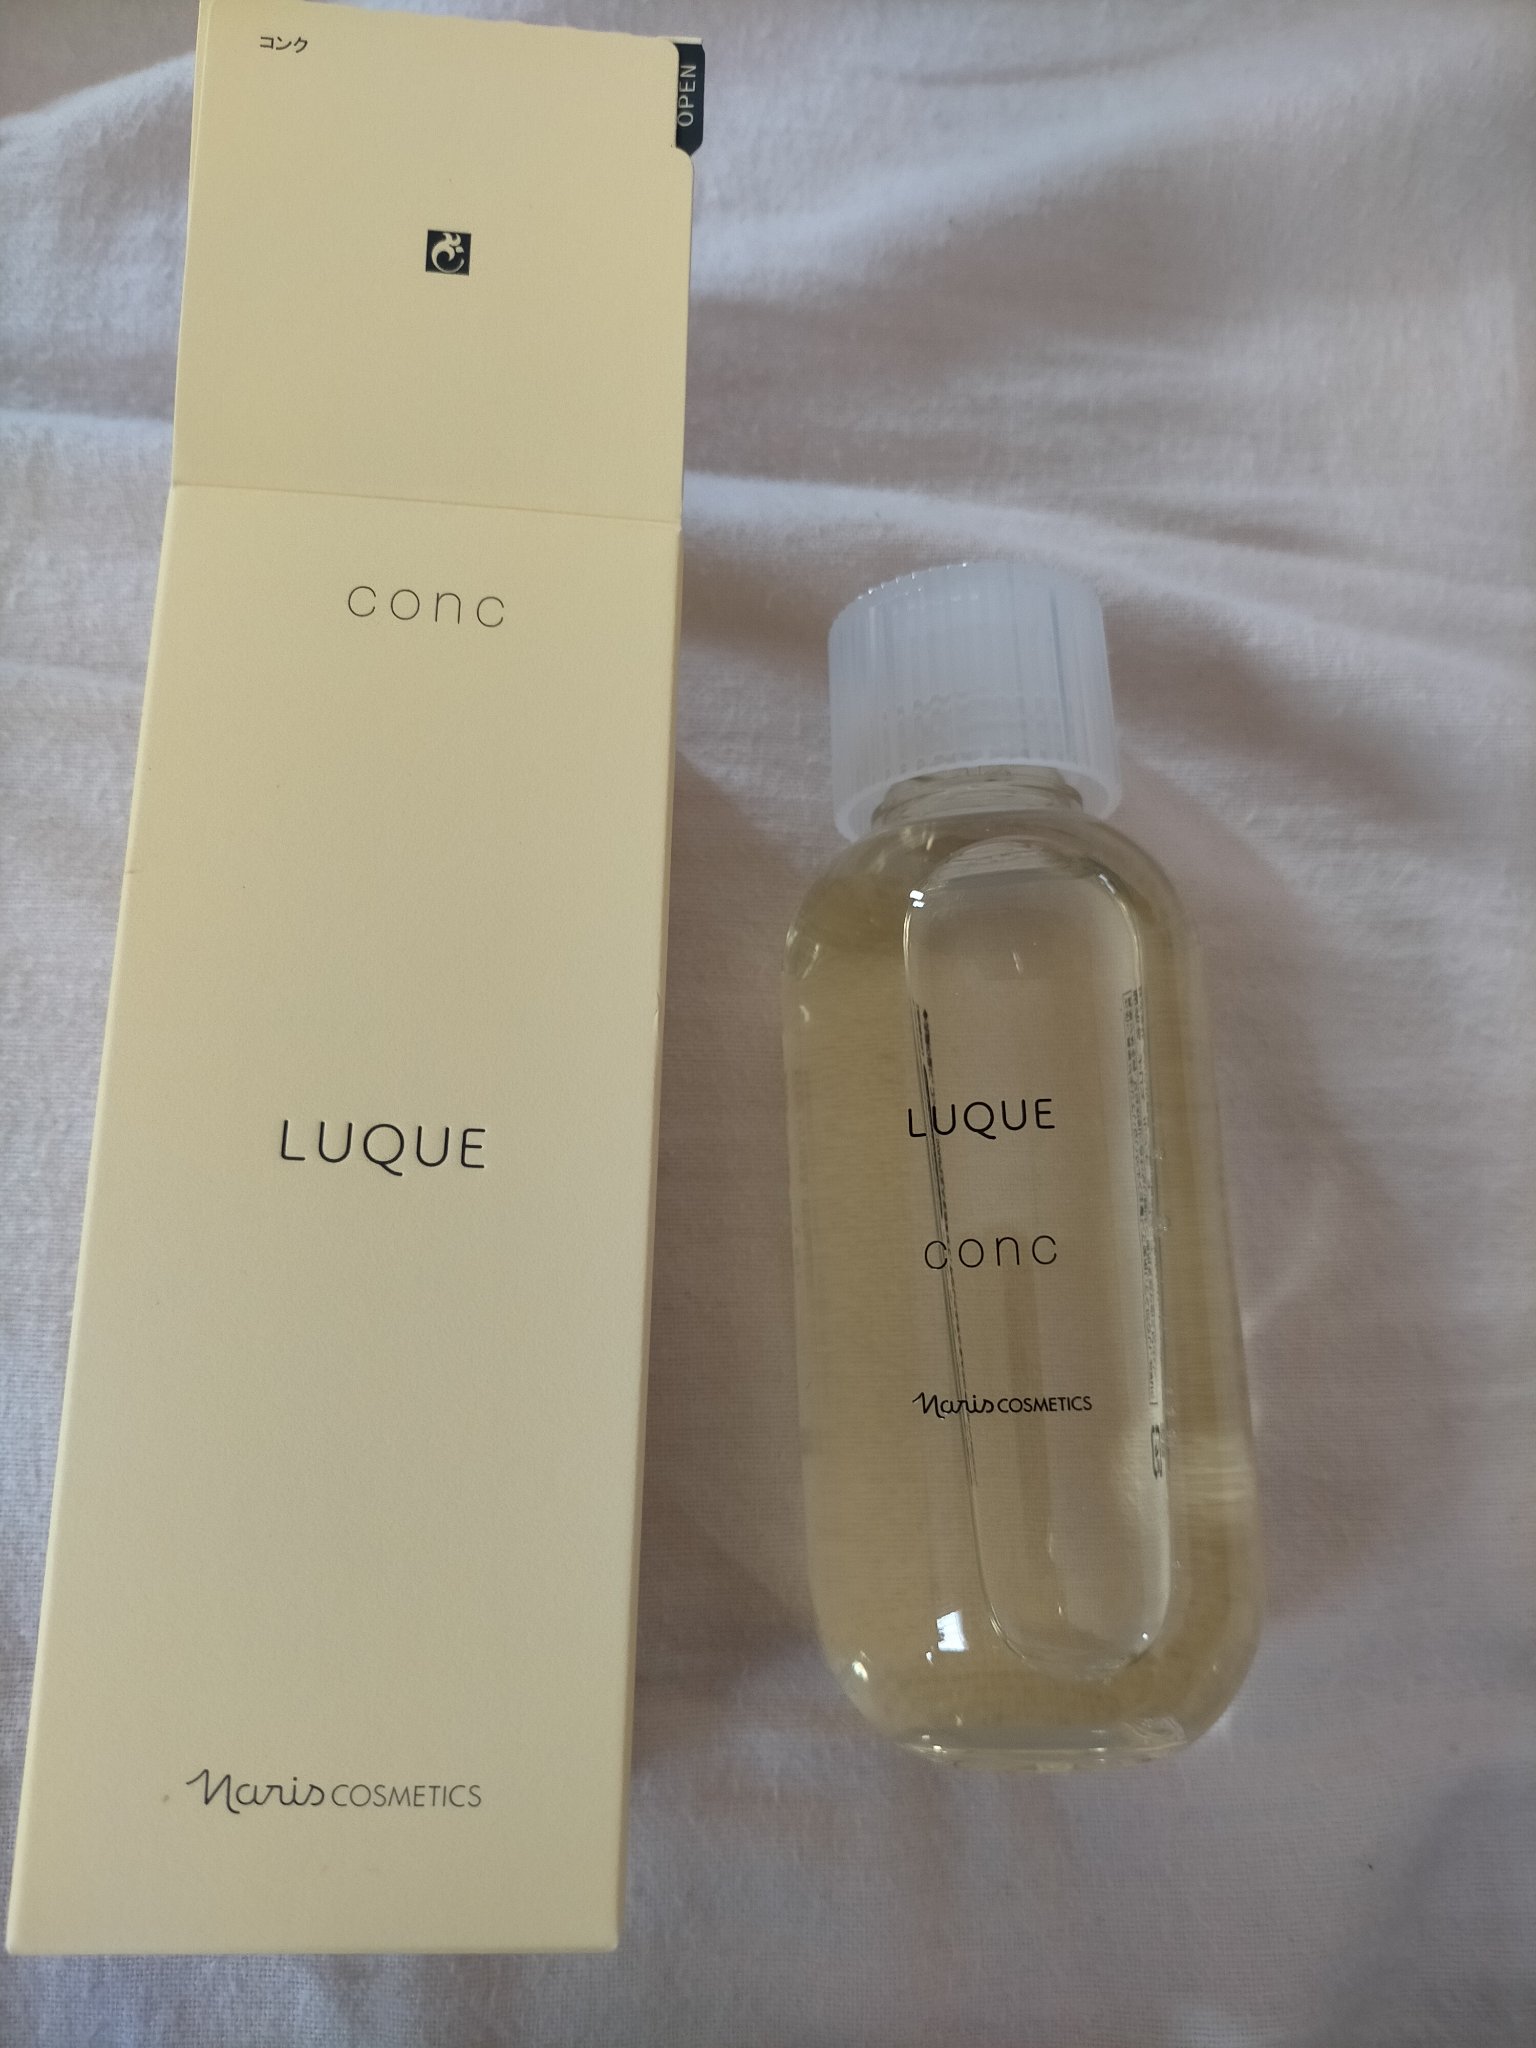 コンク
OPEN
conc
LUQUE
Naris COSMETICS
LUQUE
conc
Naris COSMETICS